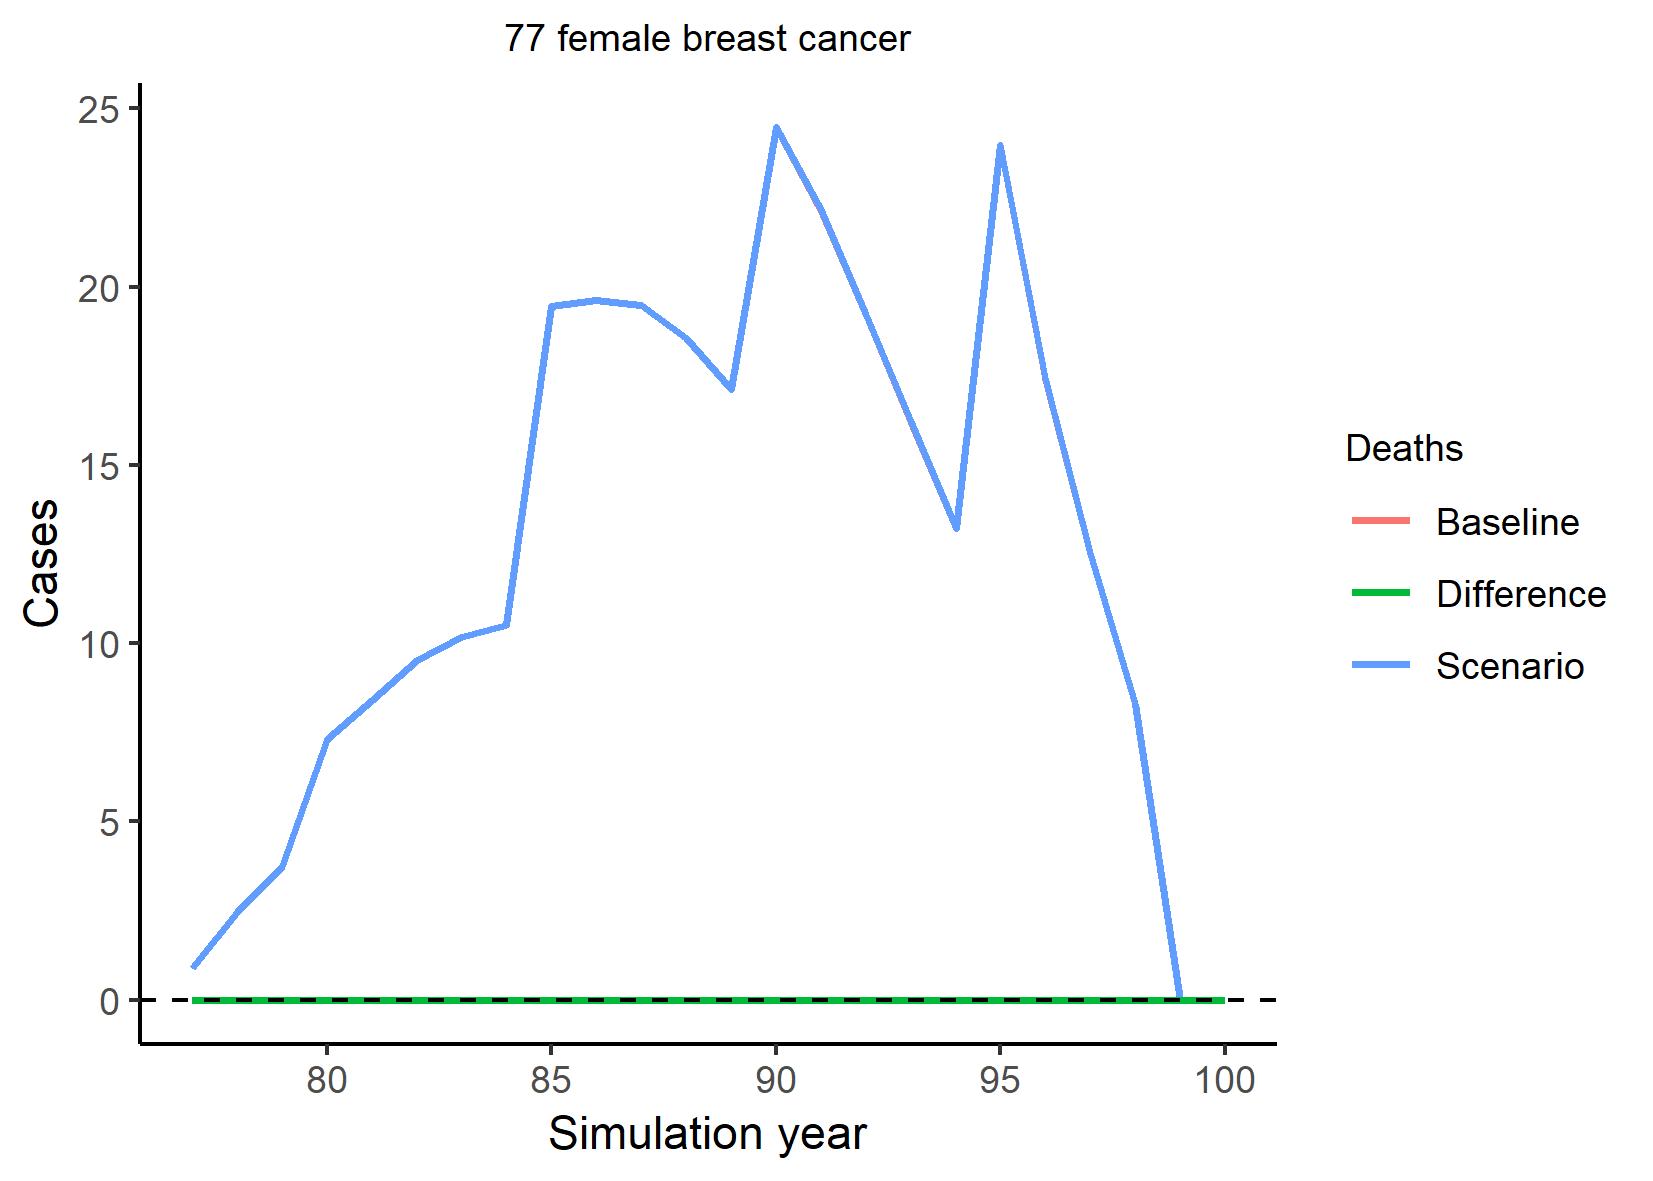 77 female breast cancer
25
20
15
10
5
0
Cases
80 85 90 95 100
Simulation year
Deaths
Baseline
Difference
Scenario